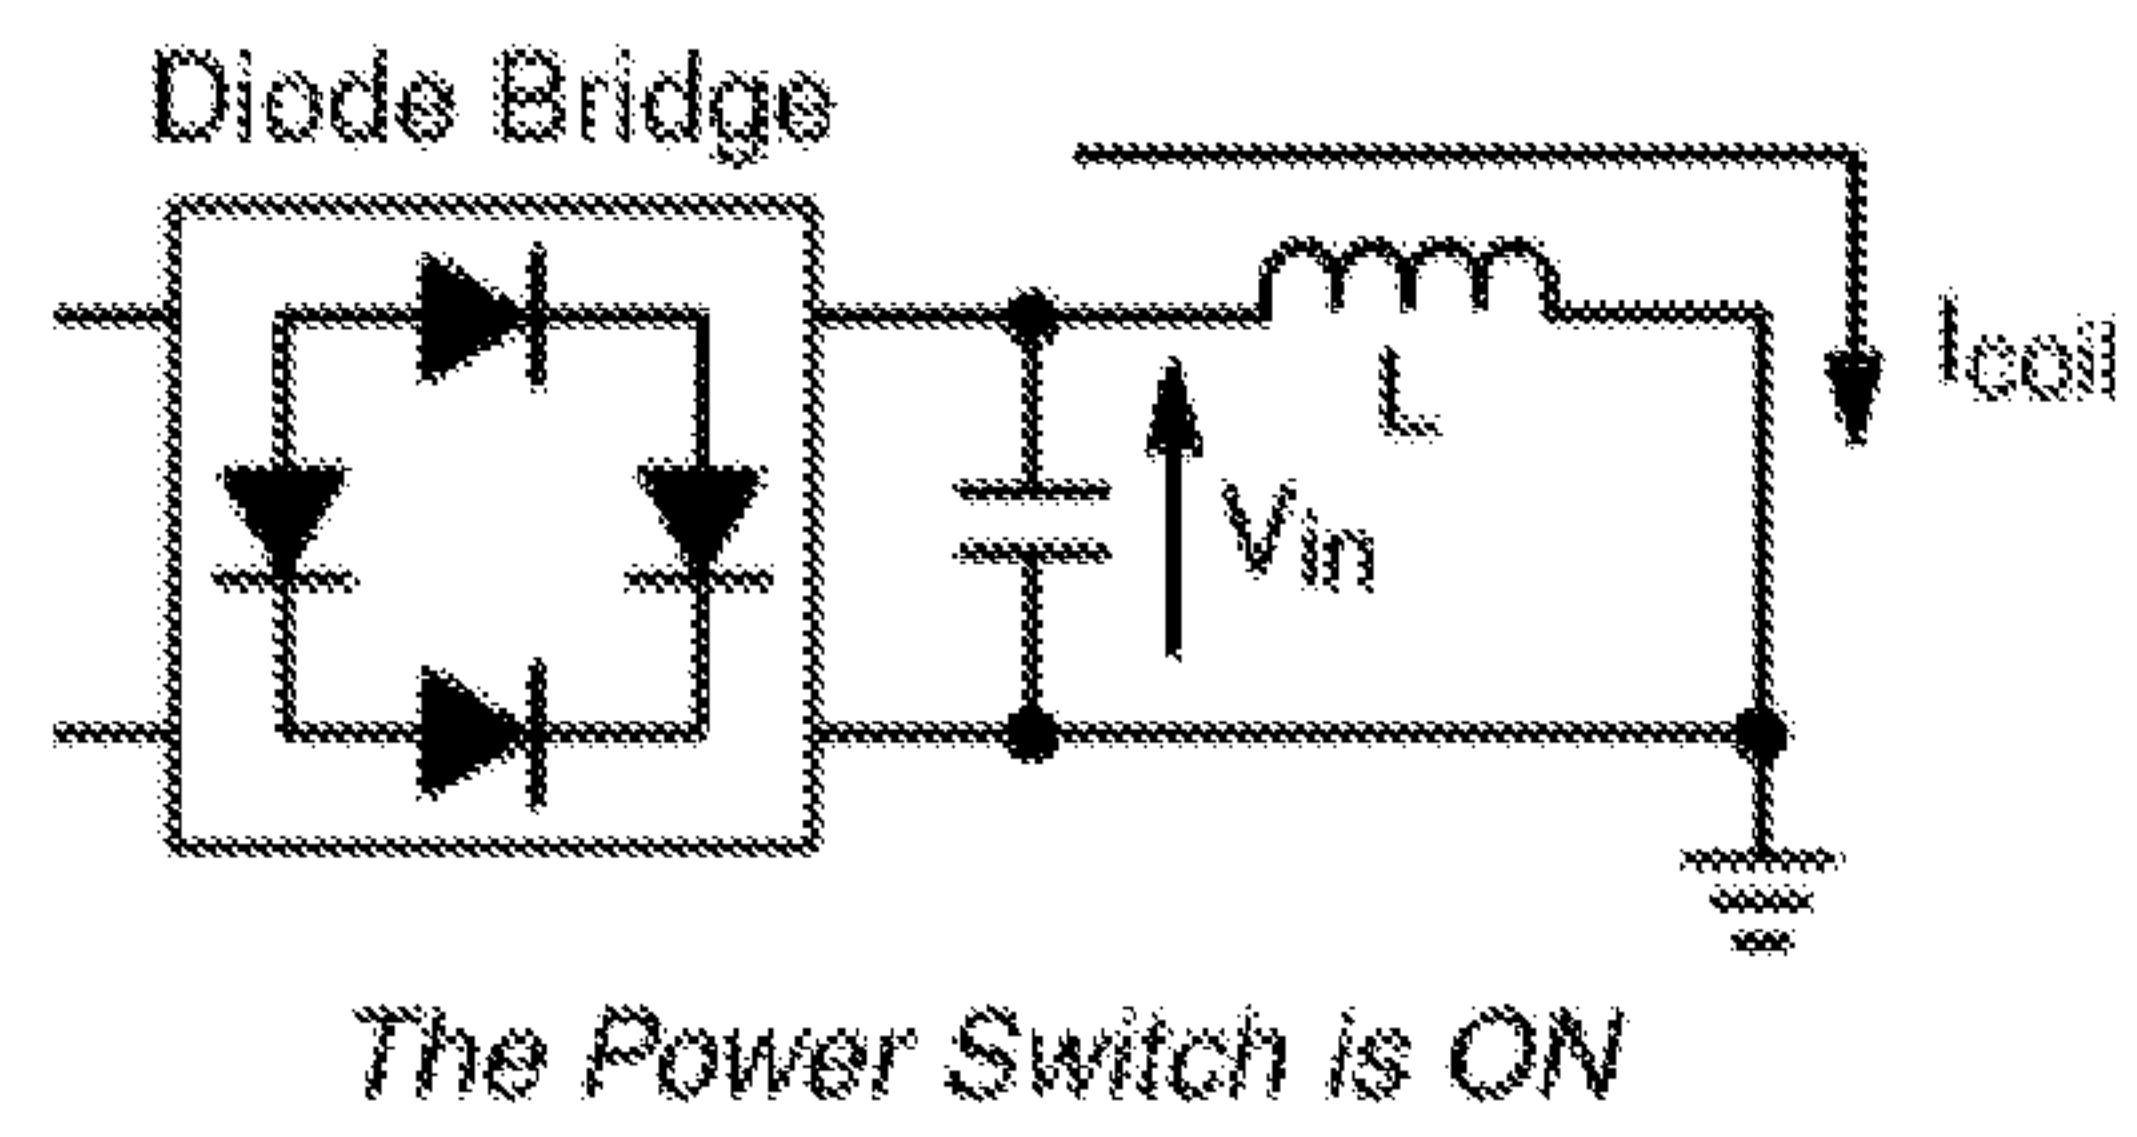 Diode Bridge
Icoil
L
Vin
The Power Switch is ON